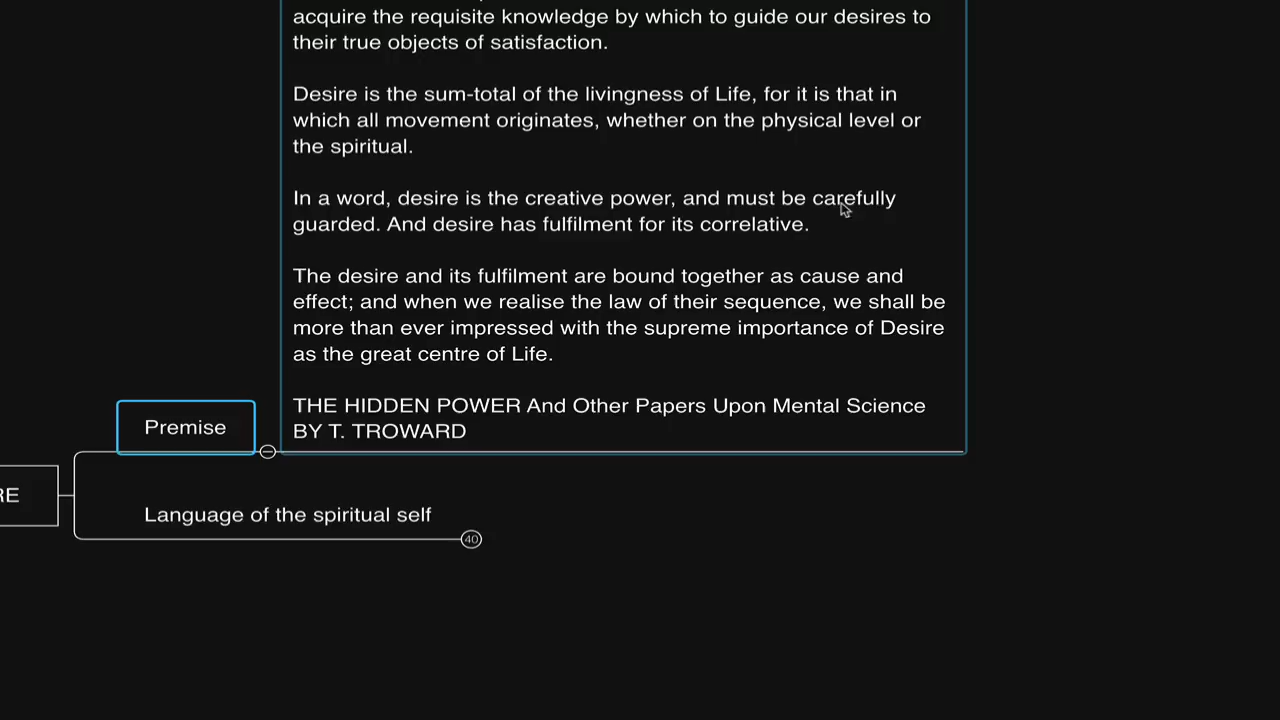 acquire the requisite knowledge by which to guide our desires to
their true objects of satisfaction.
Desire is the sum-total of the livingness of Life, for it is that in
which all movement originates, whether on the physical level or
the spiritual.
In a word, desire is the creative power, and must be carefully
guarded. And desire has fulfilment for its correlative.
The desire and its fulfilment are bound together as cause and
effect; and when we realise the law of their sequence, we shall be
more than ever impressed with the supreme importance of Desire
as the great centre of Life.
THE HIDDEN POWER And Other Papers Upon Mental Science
BY T. TROWARD
Premise
RE
Language of the spiritual self
40